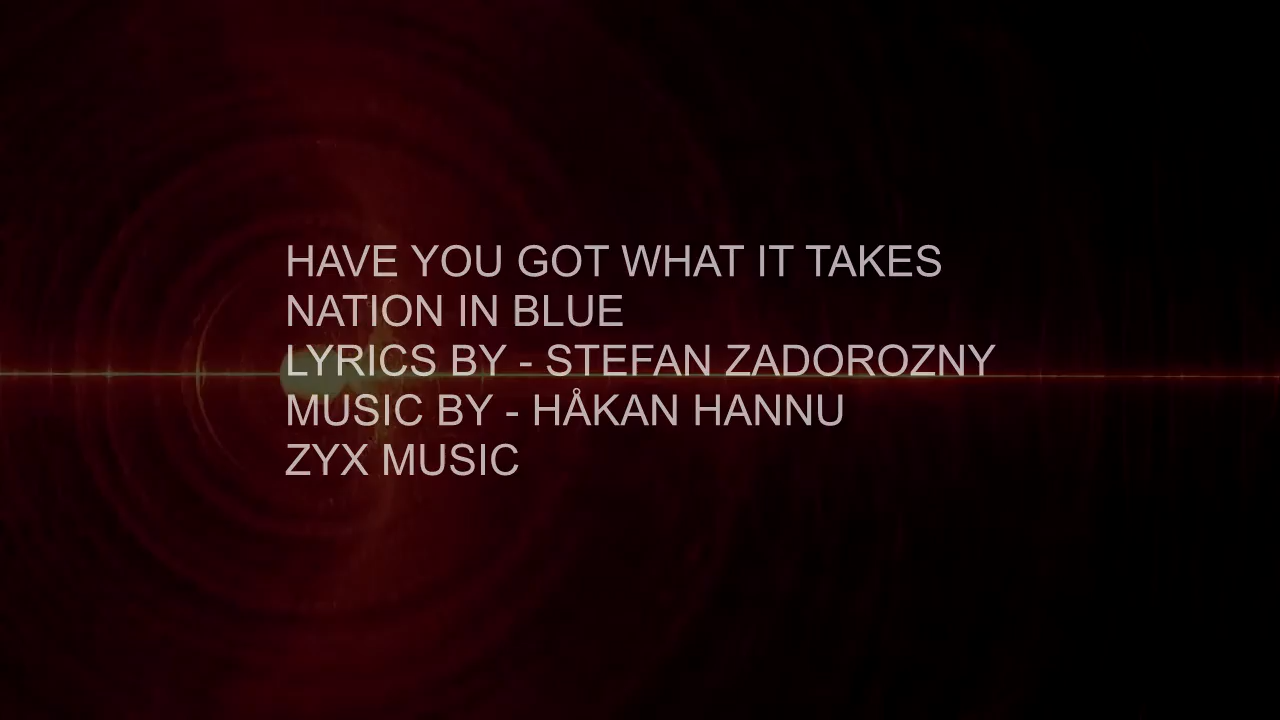 HAVE YOU GOT WHAT IT TAKES
NATION IN BLUE
LYRICS BY - STEFAN ZADOROZNY
MUSIC BY - HÅKAN HANNU
ZYX MUSIC